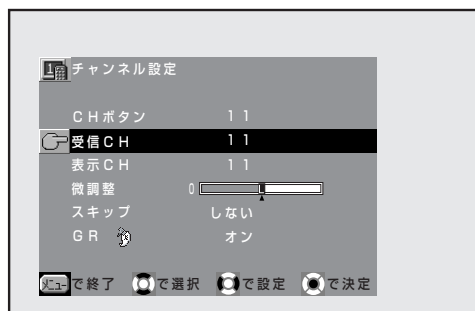 チャンネル設定
CHボタン 11
受信CH 11
表示CH 11
微調整 0
スキップ しない
GR オン
メニューで終了 で選択 で設定 で決定